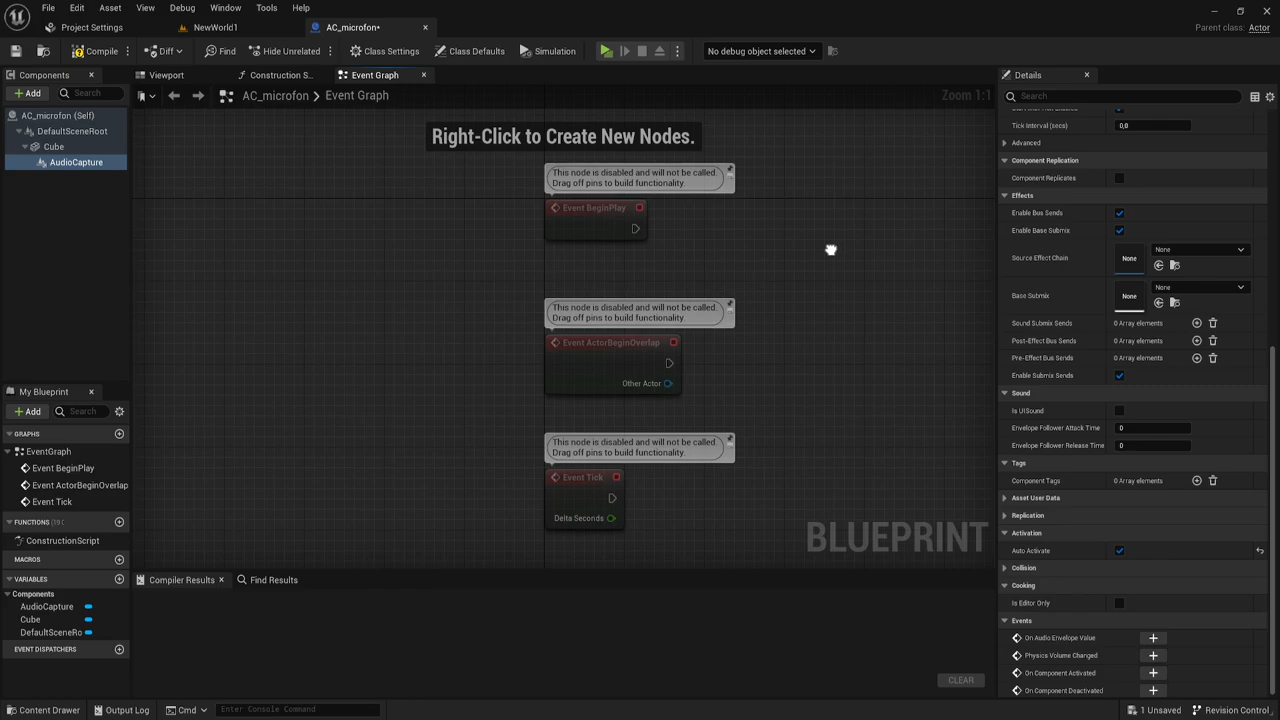 File Edit Asset View Debug Window Tools Help
Project Settings NewWorld1 AC_microfon* Parent class: Actor
Compile Diff Find Hide Unrelated Class Settings Class Defaults Simulation No debug object selected
Components Viewport Construction S... Event Graph Details
Add Search AC_microfon > Event Graph Zoom 1:1 Search
AC_microfon (Self)
DefaultSceneRoot
Cube
AudioCapture
Right-Click to Create New Nodes.
This node is disabled and will not be called.
Drag off pins to build functionality.
Event BeginPlay
This node is disabled and will not be called.
Drag off pins to build functionality.
Event ActorBeginOverlap
Other Actor
This node is disabled and will not be called.
Drag off pins to build functionality.
Event Tick
Delta Seconds
BLUEPRINT
My Blueprint
Add Search
GRAPHS
EventGraph
Event BeginPlay
Event ActorBeginOverlap
Event Tick
FUNCTIONS
ConstructionScript
MACROS
VARIABLES
Components
AudioCapture
Cube
DefaultSceneRo
EVENT DISPATCHERS
Compiler Results Find Results
CLEAR
Tick Interval (secs) 0,0
Advanced
Component Replication
Component Replicates
Effects
Enable Bus Sends
Enable Base Submix
Source Effect Chain None None
Base Submix None None
Sound Submix Sends 0 Array elements
Post-Effect Bus Sends 0 Array elements
Pre-Effect Bus Sends 0 Array elements
Enable Submix Sends
Sound
Is UISound
Envelope Follower Attack Time 0
Envelope Follower Release Time 0
Tags
Component Tags 0 Array elements
Asset User Data
Replication
Activation
Auto Activate
Collision
Cooking
Is Editor Only
Events
On Audio Envelope Value
Physics Volume Changed
On Component Activated
On Component Deactivated
Content Drawer Output Log Cmd Enter Console Command 1 Unsaved Revision Control